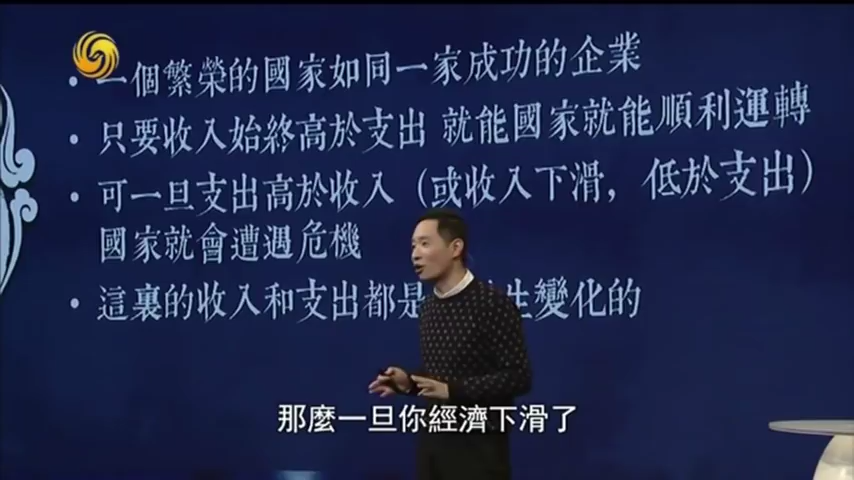 • 一個繁榮的國家如同一家成功的企業
• 只要收入始終高於支出 就能國家就能順利運轉
• 可一旦支出高於收入（或收入下滑，低於支出）
國家就會遭遇危機
• 這裏的收入和支出都是 生變化的
那麼一旦你經濟下滑了